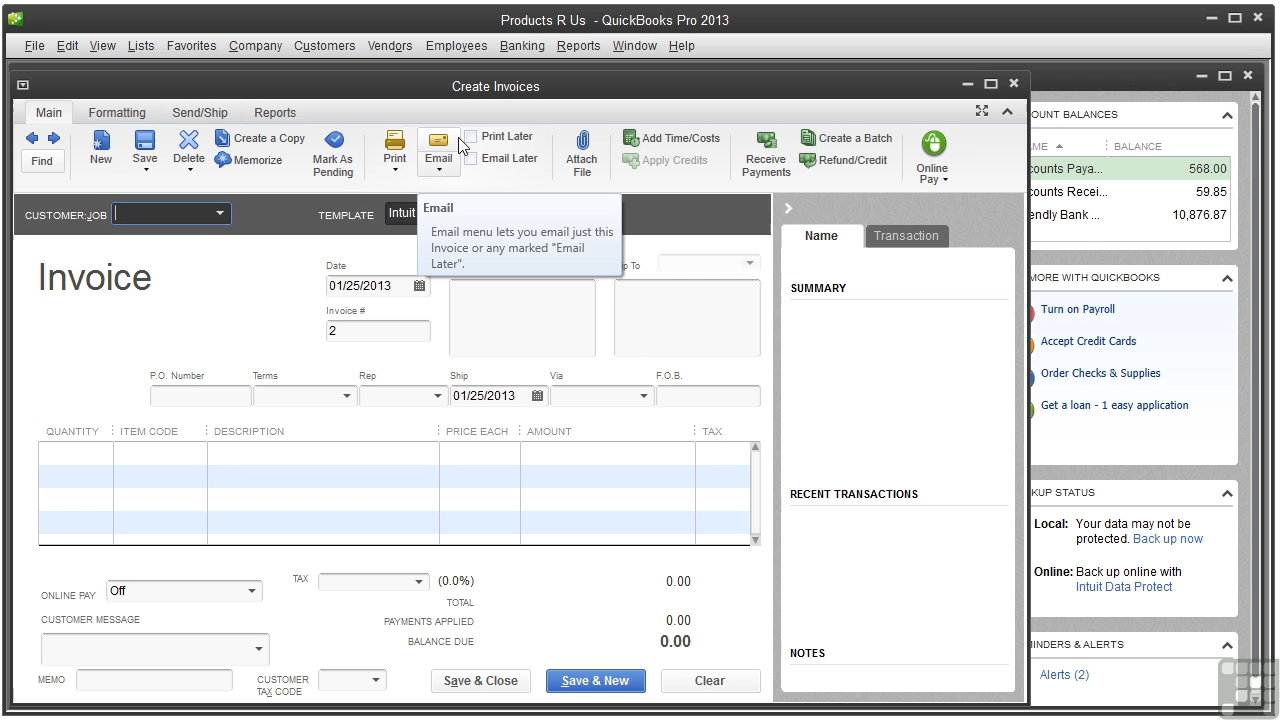 Products R Us - QuickBooks Pro 2013
File Edit View Lists Favorites Company Customers Vendors Employees Banking Reports Window Help
Create Invoices
Main Formatting Send/Ship Reports
Find
New
Save
Delete
Create a Copy
Memorize
Mark As
Pending
Print
Email
Print Later
Email Later
Attach
File
Add Time/Costs
Apply Credits
Receive
Payments
Create a Batch
Refund/Credit
Online
Pay
CUSTOMER:JOB
TEMPLATE Intuit
Email
Email menu lets you email just this
Invoice or any marked "Email
Later".
Invoice
Date
01/25/2013
Invoice #
2
To
P.O. Number Terms Rep Ship Via F.O.B.
01/25/2013
QUANTITY ITEM CODE DESCRIPTION PRICE EACH AMOUNT TAX
ONLINE PAY Off
TAX (0.0%) 0.00
TOTAL
CUSTOMER MESSAGE
PAYMENTS APPLIED 0.00
BALANCE DUE 0.00
MEMO
CUSTOMER
TAX CODE
Save & Close Save & New Clear
Name Transaction
SUMMARY
RECENT TRANSACTIONS
NOTES
OUNT BALANCES
ME BALANCE
counts Paya... 568.00
counts Recei... 59.85
endly Bank ... 10,876.87
MORE WITH QUICKBOOKS
Turn on Payroll
Accept Credit Cards
Order Checks & Supplies
Get a loan - 1 easy application
KUP STATUS
Local: Your data may not be
protected. Back up now
Online: Back up online with
Intuit Data Protect
INDERS & ALERTS
Alerts (2)